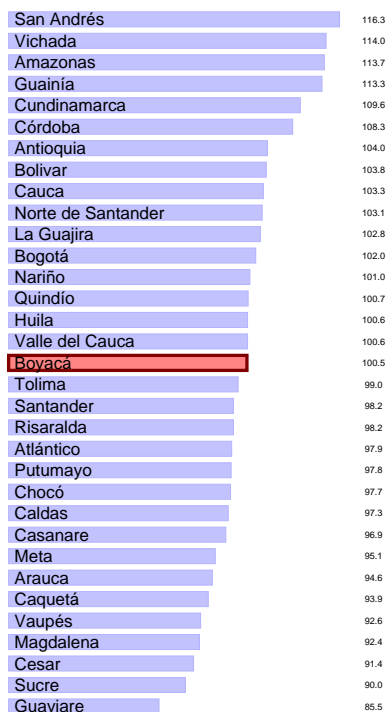 San Andrés 116.3
Vichada 114.0
Amazonas 113.7
Guainía 113.3
Cundinamarca 109.6
Córdoba 108.3
Antioquia 104.0
Bolivar 103.8
Cauca 103.3
Norte de Santander 103.1
La Guajira 102.8
Bogotá 102.0
Nariño 101.0
Quindío 100.7
Huila 100.6
Valle del Cauca 100.6
Boyacá 100.5
Tolima 99.0
Santander 98.2
Risaralda 98.2
Atlántico 97.9
Putumayo 97.8
Chocó 97.7
Caldas 97.3
Casanare 96.9
Meta 95.1
Arauca 94.6
Caquetá 93.9
Vaupés 92.6
Magdalena 92.4
Cesar 91.4
Sucre 90.0
Guaviare 85.5